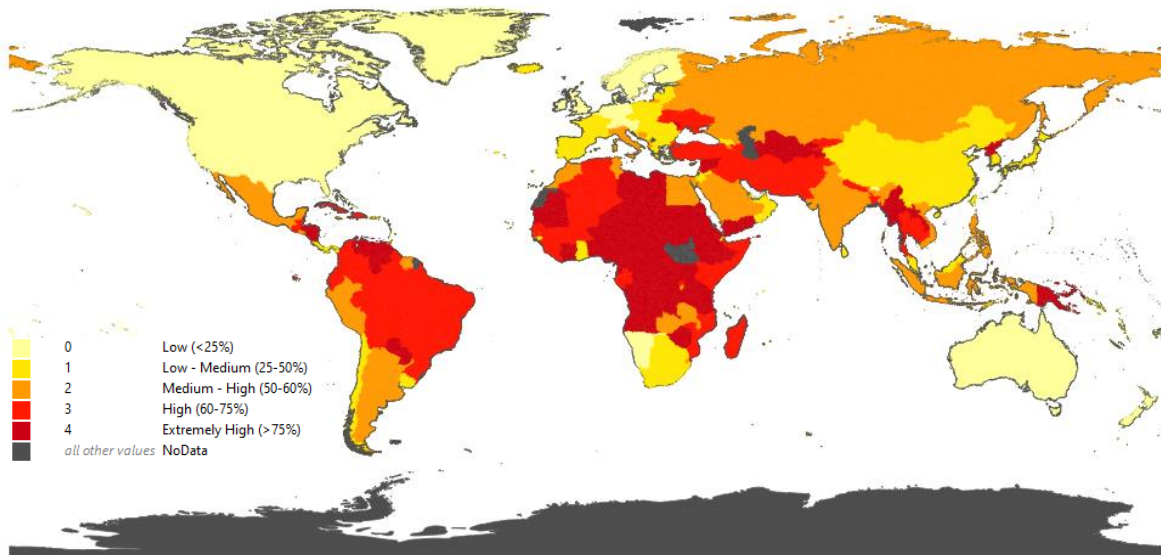 0 Low (<25%)
1 Low - Medium (25-50%)
2 Medium - High (50-60%)
3 High (60-75%)
4 Extremely High (>75%)
all other values NoData